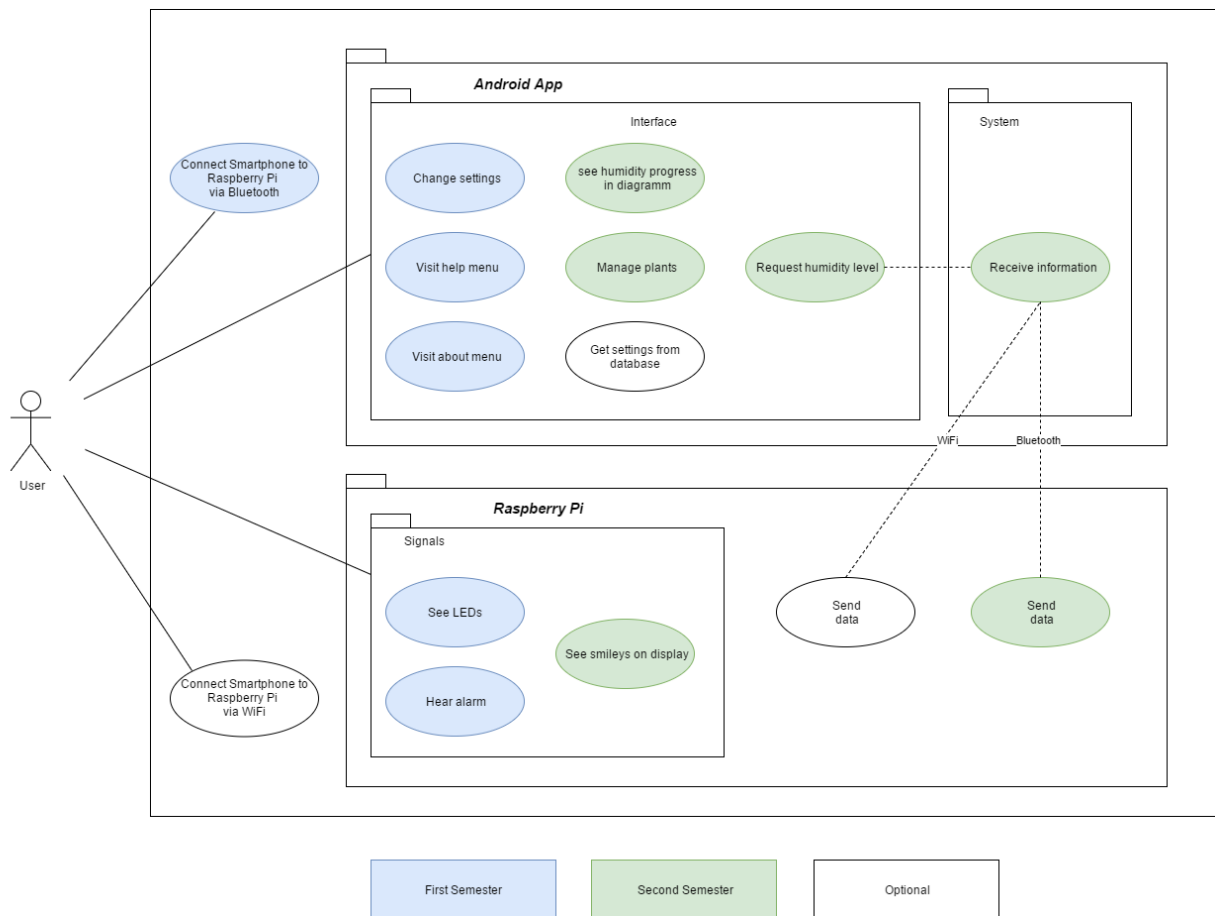 Android App
Interface
System
Connect Smartphone to
Raspberry Pi
via Bluetooth
Change settings
see humidity progress
in diagramm
Visit help menu
Manage plants
Request humidity level
Receive information
Visit about menu
Get settings from
database
WiFi
Bluetooth
User
Raspberry Pi
Signals
See LEDs
Send
data
Send
data
See smileys on display
Connect Smartphone to
Raspberry Pi
via WiFi
Hear alarm
First Semester
Second Semester
Optional